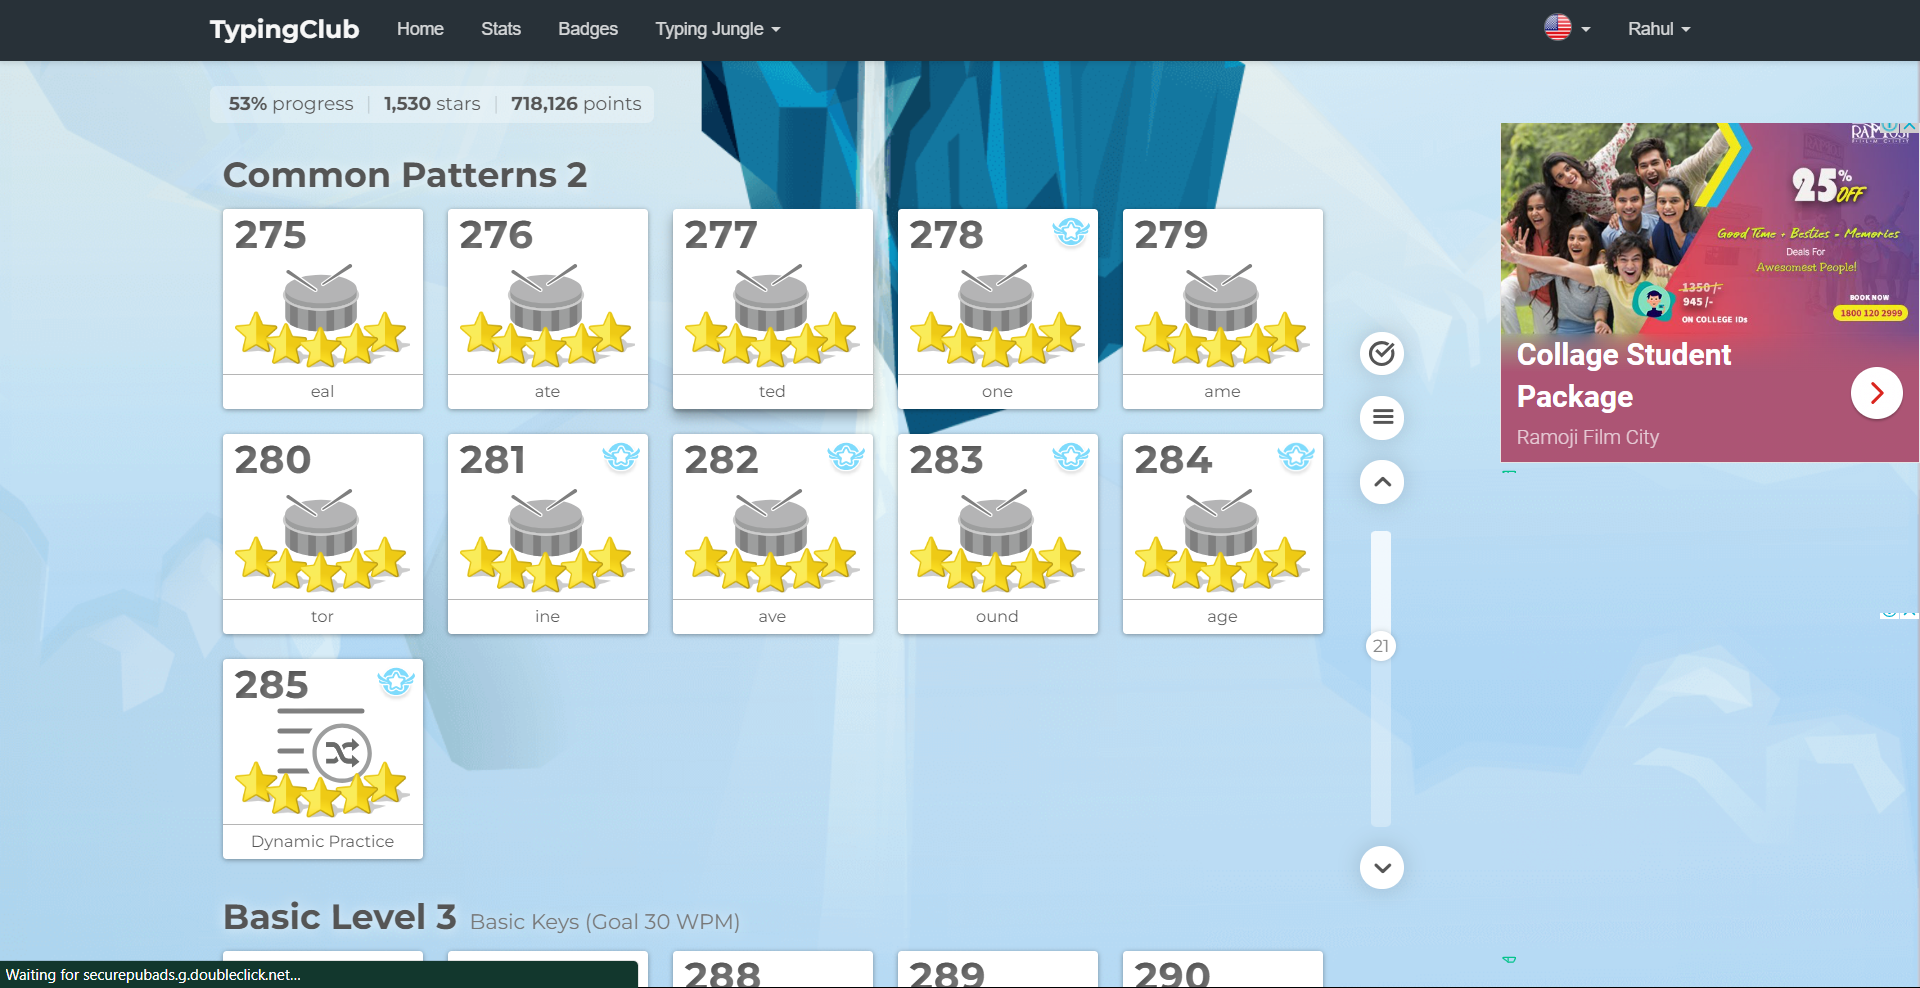 TypingClub Home Stats Badges Typing Jungle Rahul
53% progress 1,530 stars 718,126 points
Common Patterns 2
275 276 277 278 279
eal ate ted one ame
280 281 282 283 284
tor ine ave ound age
285
Dynamic Practice
21
Basic Level 3 Basic Keys (Goal 30 WPM)
288 289 290
Waiting for securepubads.g.doubleclick.net...
25% OFF
Good Time + Besties = Memories
Deals For
Awesomest People!
1350 /-
945 /-
ON COLLEGE IDs
BOOK NOW
1800 120 2999
Collage Student
Package
Ramoji Film City